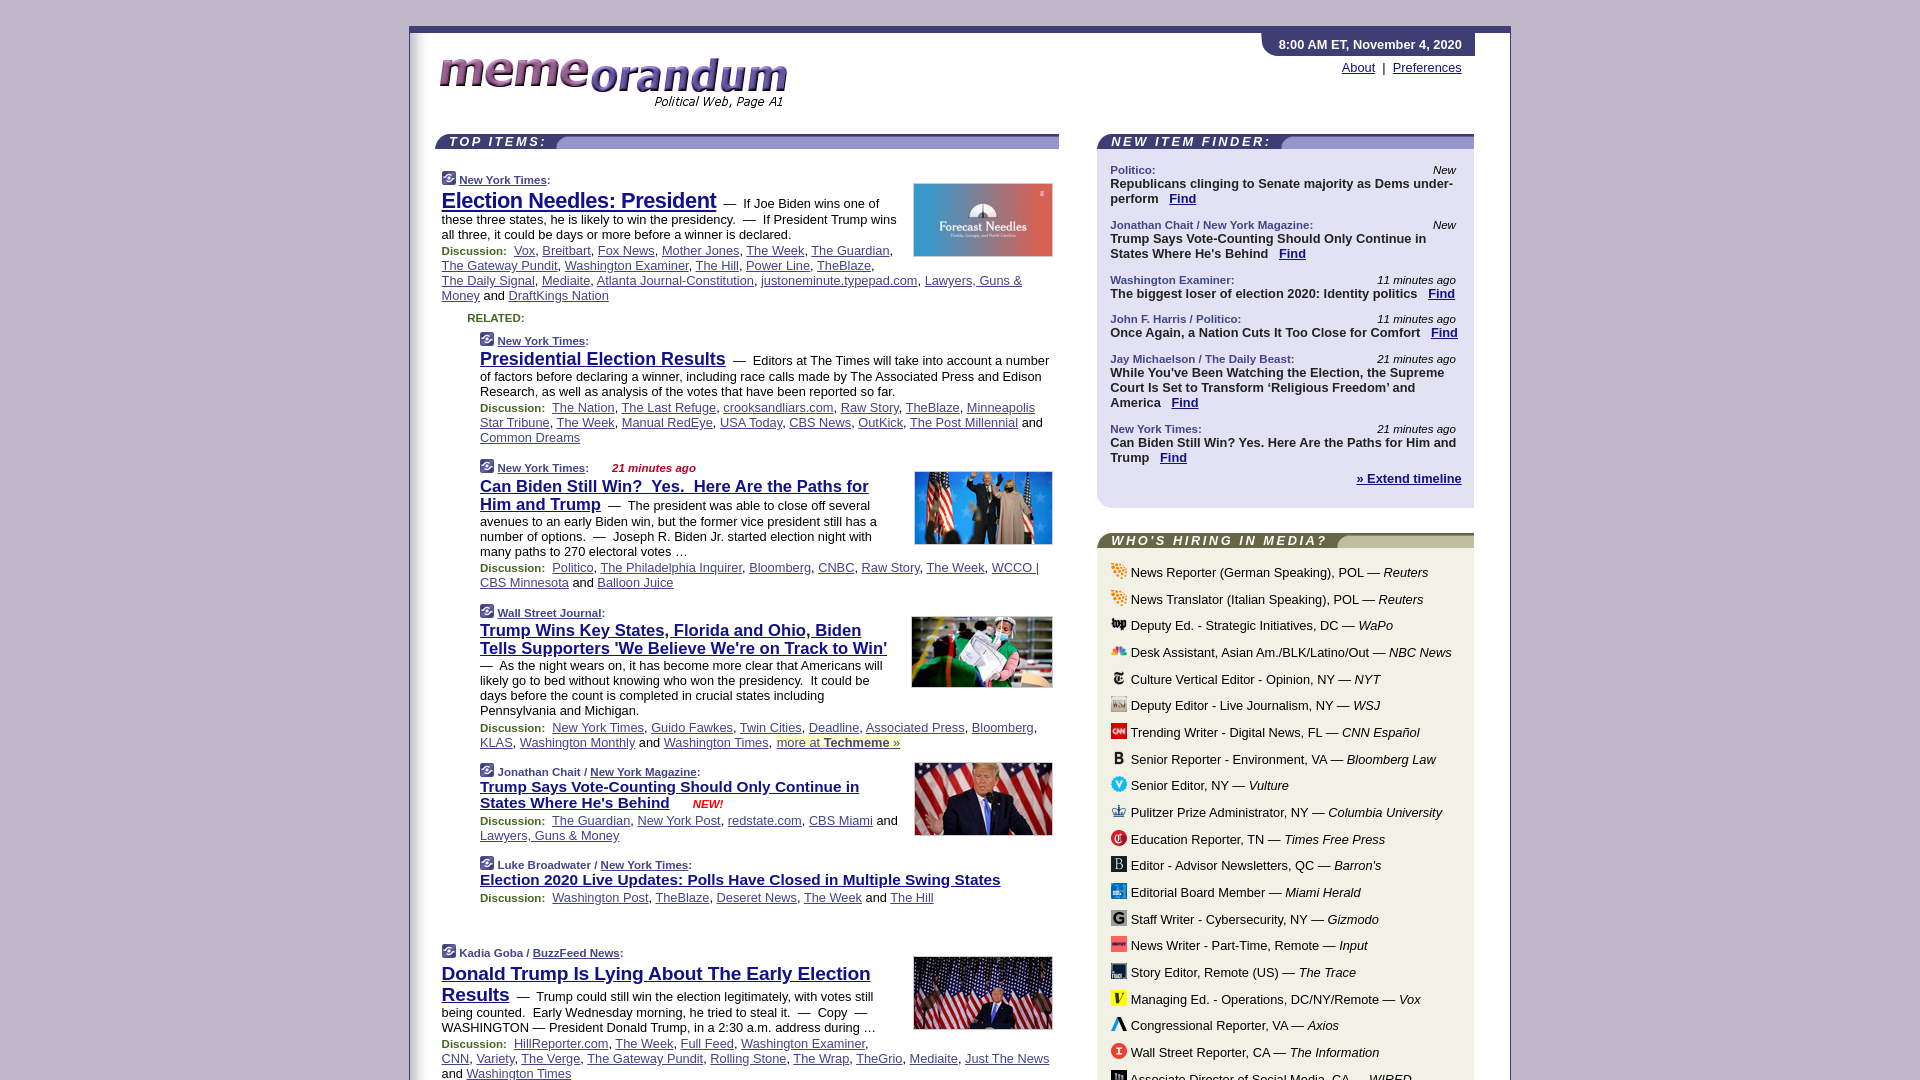 8:00 AM ET, November 4, 2020
memeorandum
About | Preferences
Political Web, Page A1
TOP ITEMS:
New York Times:
Election Needles: President — If Joe Biden wins one of
these three states, he is likely to win the presidency. — If President Trump wins
all three, it could be days or more before a winner is declared.
Forecast Needles
Florida, Georgia, and North Carolina
Discussion: Vox, Breitbart, Fox News, Mother Jones, The Week, The Guardian,
The Gateway Pundit, Washington Examiner, The Hill, Power Line, TheBlaze,
The Daily Signal, Mediaite, Atlanta Journal-Constitution, justoneminute.typepad.com, Lawyers, Guns &
Money and DraftKings Nation
RELATED:
New York Times:
Presidential Election Results — Editors at The Times will take into account a number
of factors before declaring a winner, including race calls made by The Associated Press and Edison
Research, as well as analysis of the votes that have been reported so far.
Discussion: The Nation, The Last Refuge, crooksandliars.com, Raw Story, TheBlaze, Minneapolis
Star Tribune, The Week, Manual RedEye, USA Today, CBS News, OutKick, The Post Millennial and
Common Dreams
New York Times: 21 minutes ago
Can Biden Still Win? Yes. Here Are the Paths for
Him and Trump — The president was able to close off several
avenues to an early Biden win, but the former vice president still has a
number of options. — Joseph R. Biden Jr. started election night with
many paths to 270 electoral votes …
Discussion: Politico, The Philadelphia Inquirer, Bloomberg, CNBC, Raw Story, The Week, WCCO |
CBS Minnesota and Balloon Juice
Wall Street Journal:
Trump Wins Key States, Florida and Ohio, Biden
Tells Supporters 'We Believe We're on Track to Win'
— As the night wears on, it has become more clear that Americans will
likely go to bed without knowing who won the presidency. It could be
days before the count is completed in crucial states including
Pennsylvania and Michigan.
Discussion: New York Times, Guido Fawkes, Twin Cities, Deadline, Associated Press, Bloomberg,
KLAS, Washington Monthly and Washington Times, more at Techmeme »
Jonathan Chait / New York Magazine:
Trump Says Vote-Counting Should Only Continue in
States Where He's Behind NEW!
Discussion: The Guardian, New York Post, redstate.com, CBS Miami and
Lawyers, Guns & Money
Luke Broadwater / New York Times:
Election 2020 Live Updates: Polls Have Closed in Multiple Swing States
Discussion: Washington Post, TheBlaze, Deseret News, The Week and The Hill
Kadia Goba / BuzzFeed News:
Donald Trump Is Lying About The Early Election
Results — Trump could still win the election legitimately, with votes still
being counted. Early Wednesday morning, he tried to steal it. — Copy —
WASHINGTON — President Donald Trump, in a 2:30 a.m. address during …
Discussion: HillReporter.com, The Week, Full Feed, Washington Examiner,
CNN, Variety, The Verge, The Gateway Pundit, Rolling Stone, The Wrap, TheGrio, Mediaite, Just The News
and Washington Times
NEW ITEM FINDER:
Politico: New
Republicans clinging to Senate majority as Dems under-
perform Find
Jonathan Chait / New York Magazine: New
Trump Says Vote-Counting Should Only Continue in
States Where He's Behind Find
Washington Examiner: 11 minutes ago
The biggest loser of election 2020: Identity politics Find
John F. Harris / Politico: 11 minutes ago
Once Again, a Nation Cuts It Too Close for Comfort Find
Jay Michaelson / The Daily Beast: 21 minutes ago
While You've Been Watching the Election, the Supreme
Court Is Set to Transform ‘Religious Freedom’ and
America Find
New York Times: 21 minutes ago
Can Biden Still Win? Yes. Here Are the Paths for Him and
Trump Find
» Extend timeline
WHO'S HIRING IN MEDIA?
News Reporter (German Speaking), POL — Reuters
News Translator (Italian Speaking), POL — Reuters
Deputy Ed. - Strategic Initiatives, DC — WaPo
Desk Assistant, Asian Am./BLK/Latino/Out — NBC News
Culture Vertical Editor - Opinion, NY — NYT
Deputy Editor - Live Journalism, NY — WSJ
Trending Writer - Digital News, FL — CNN Español
Senior Reporter - Environment, VA — Bloomberg Law
Senior Editor, NY — Vulture
Pulitzer Prize Administrator, NY — Columbia University
Education Reporter, TN — Times Free Press
Editor - Advisor Newsletters, QC — Barron's
Editorial Board Member — Miami Herald
Staff Writer - Cybersecurity, NY — Gizmodo
News Writer - Part-Time, Remote — Input
Story Editor, Remote (US) — The Trace
Managing Ed. - Operations, DC/NY/Remote — Vox
Congressional Reporter, VA — Axios
Wall Street Reporter, CA — The Information
Associate Director of Social Media, CA — WIRED